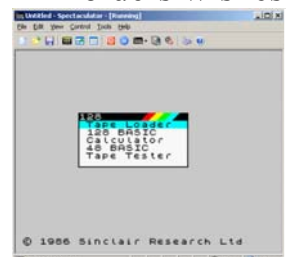 Untitled - Spectaculator - [Running]
File Edit View Control Tools Help
128
Tape Loader
128 BASIC
Calculator
48 BASIC
Tape Tester
© 1986 Sinclair Research Ltd